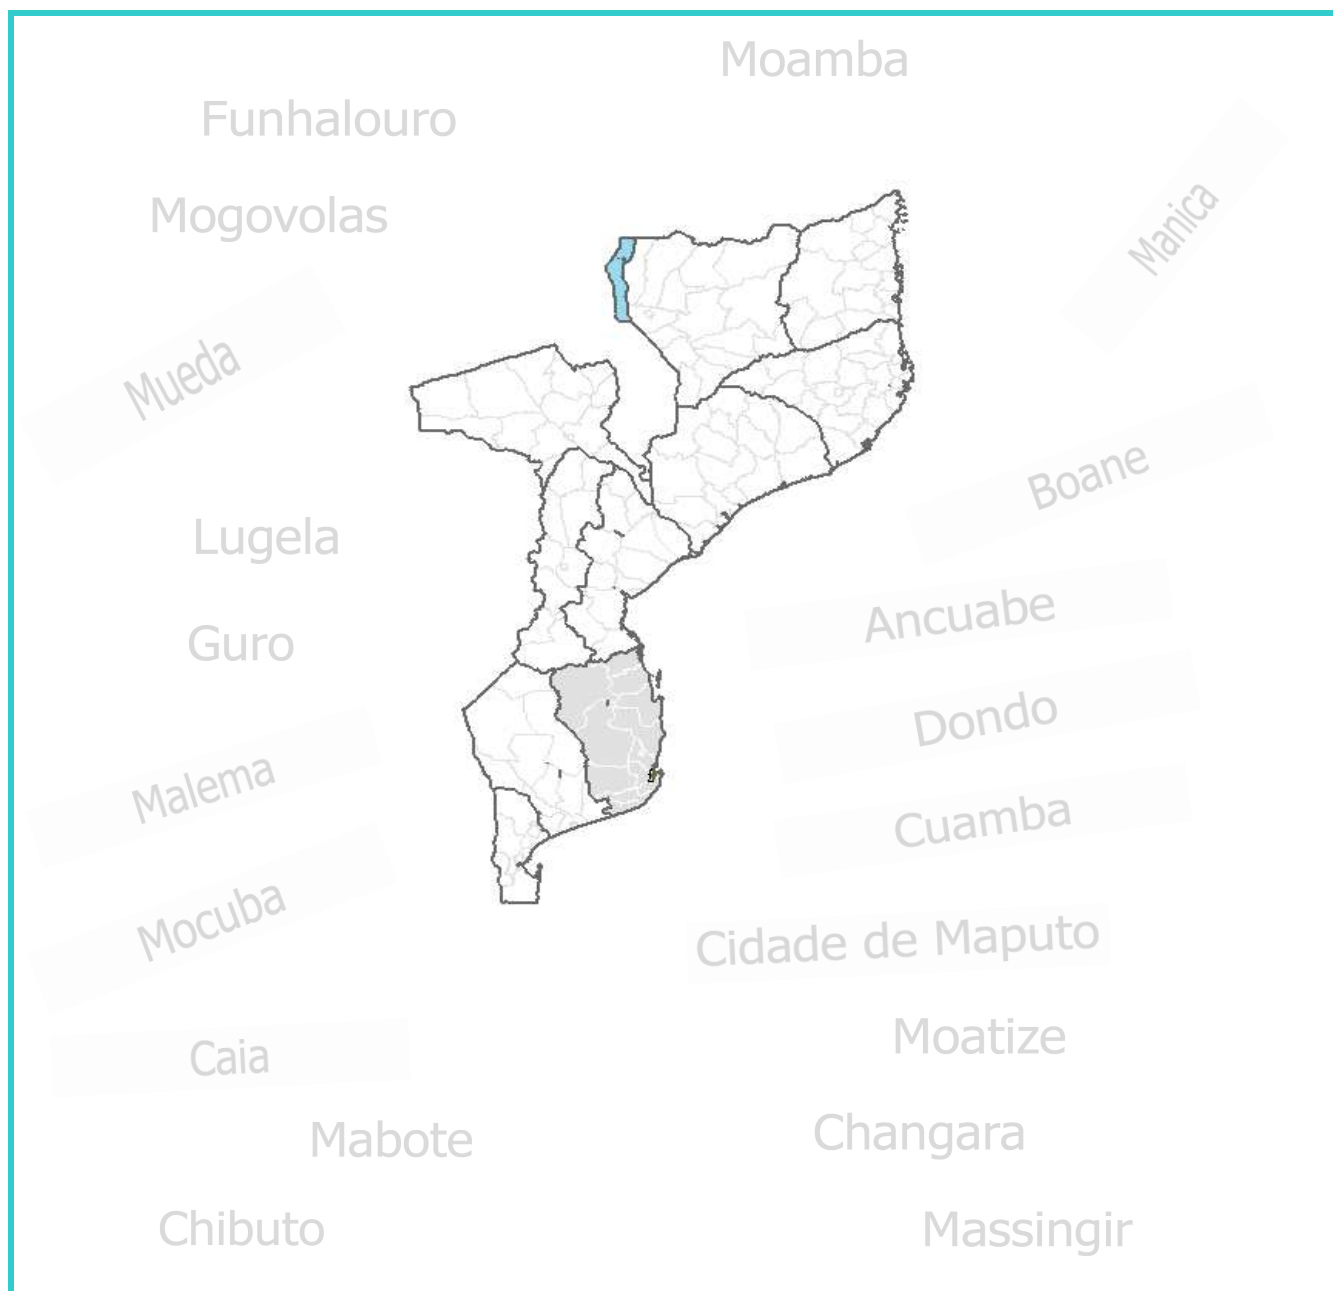 Moamba
Funhalouro
Mogovolas
Manica
Mueda
Boane
Lugela
Ancuabe
Guro
Dondo
Malema
Cuamba
Mocuba
Cidade de Maputo
Moatize
Caia
Mabote
Changara
Chibuto
Massingir